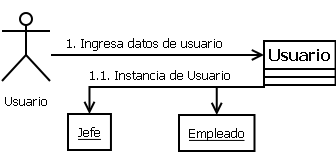 1. Ingresa datos de usuario
Usuario
1.1. Instancia de Usuario
Usuario
Jefe
Empleado